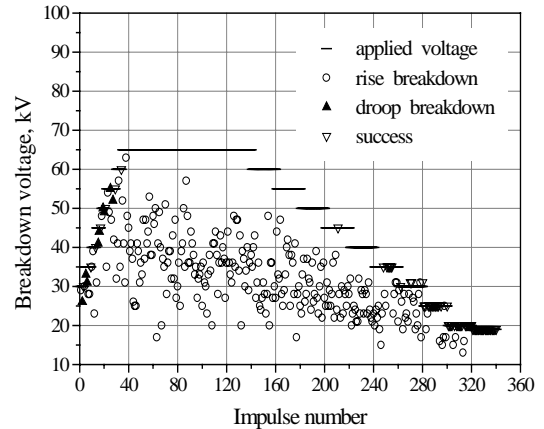 100
90
80
70
60
50
40
30
20
10
Breakdown voltage, kV
applied voltage
rise breakdown
droop breakdown
success
0 40 80 120 160 200 240 280 320 360
Impulse number